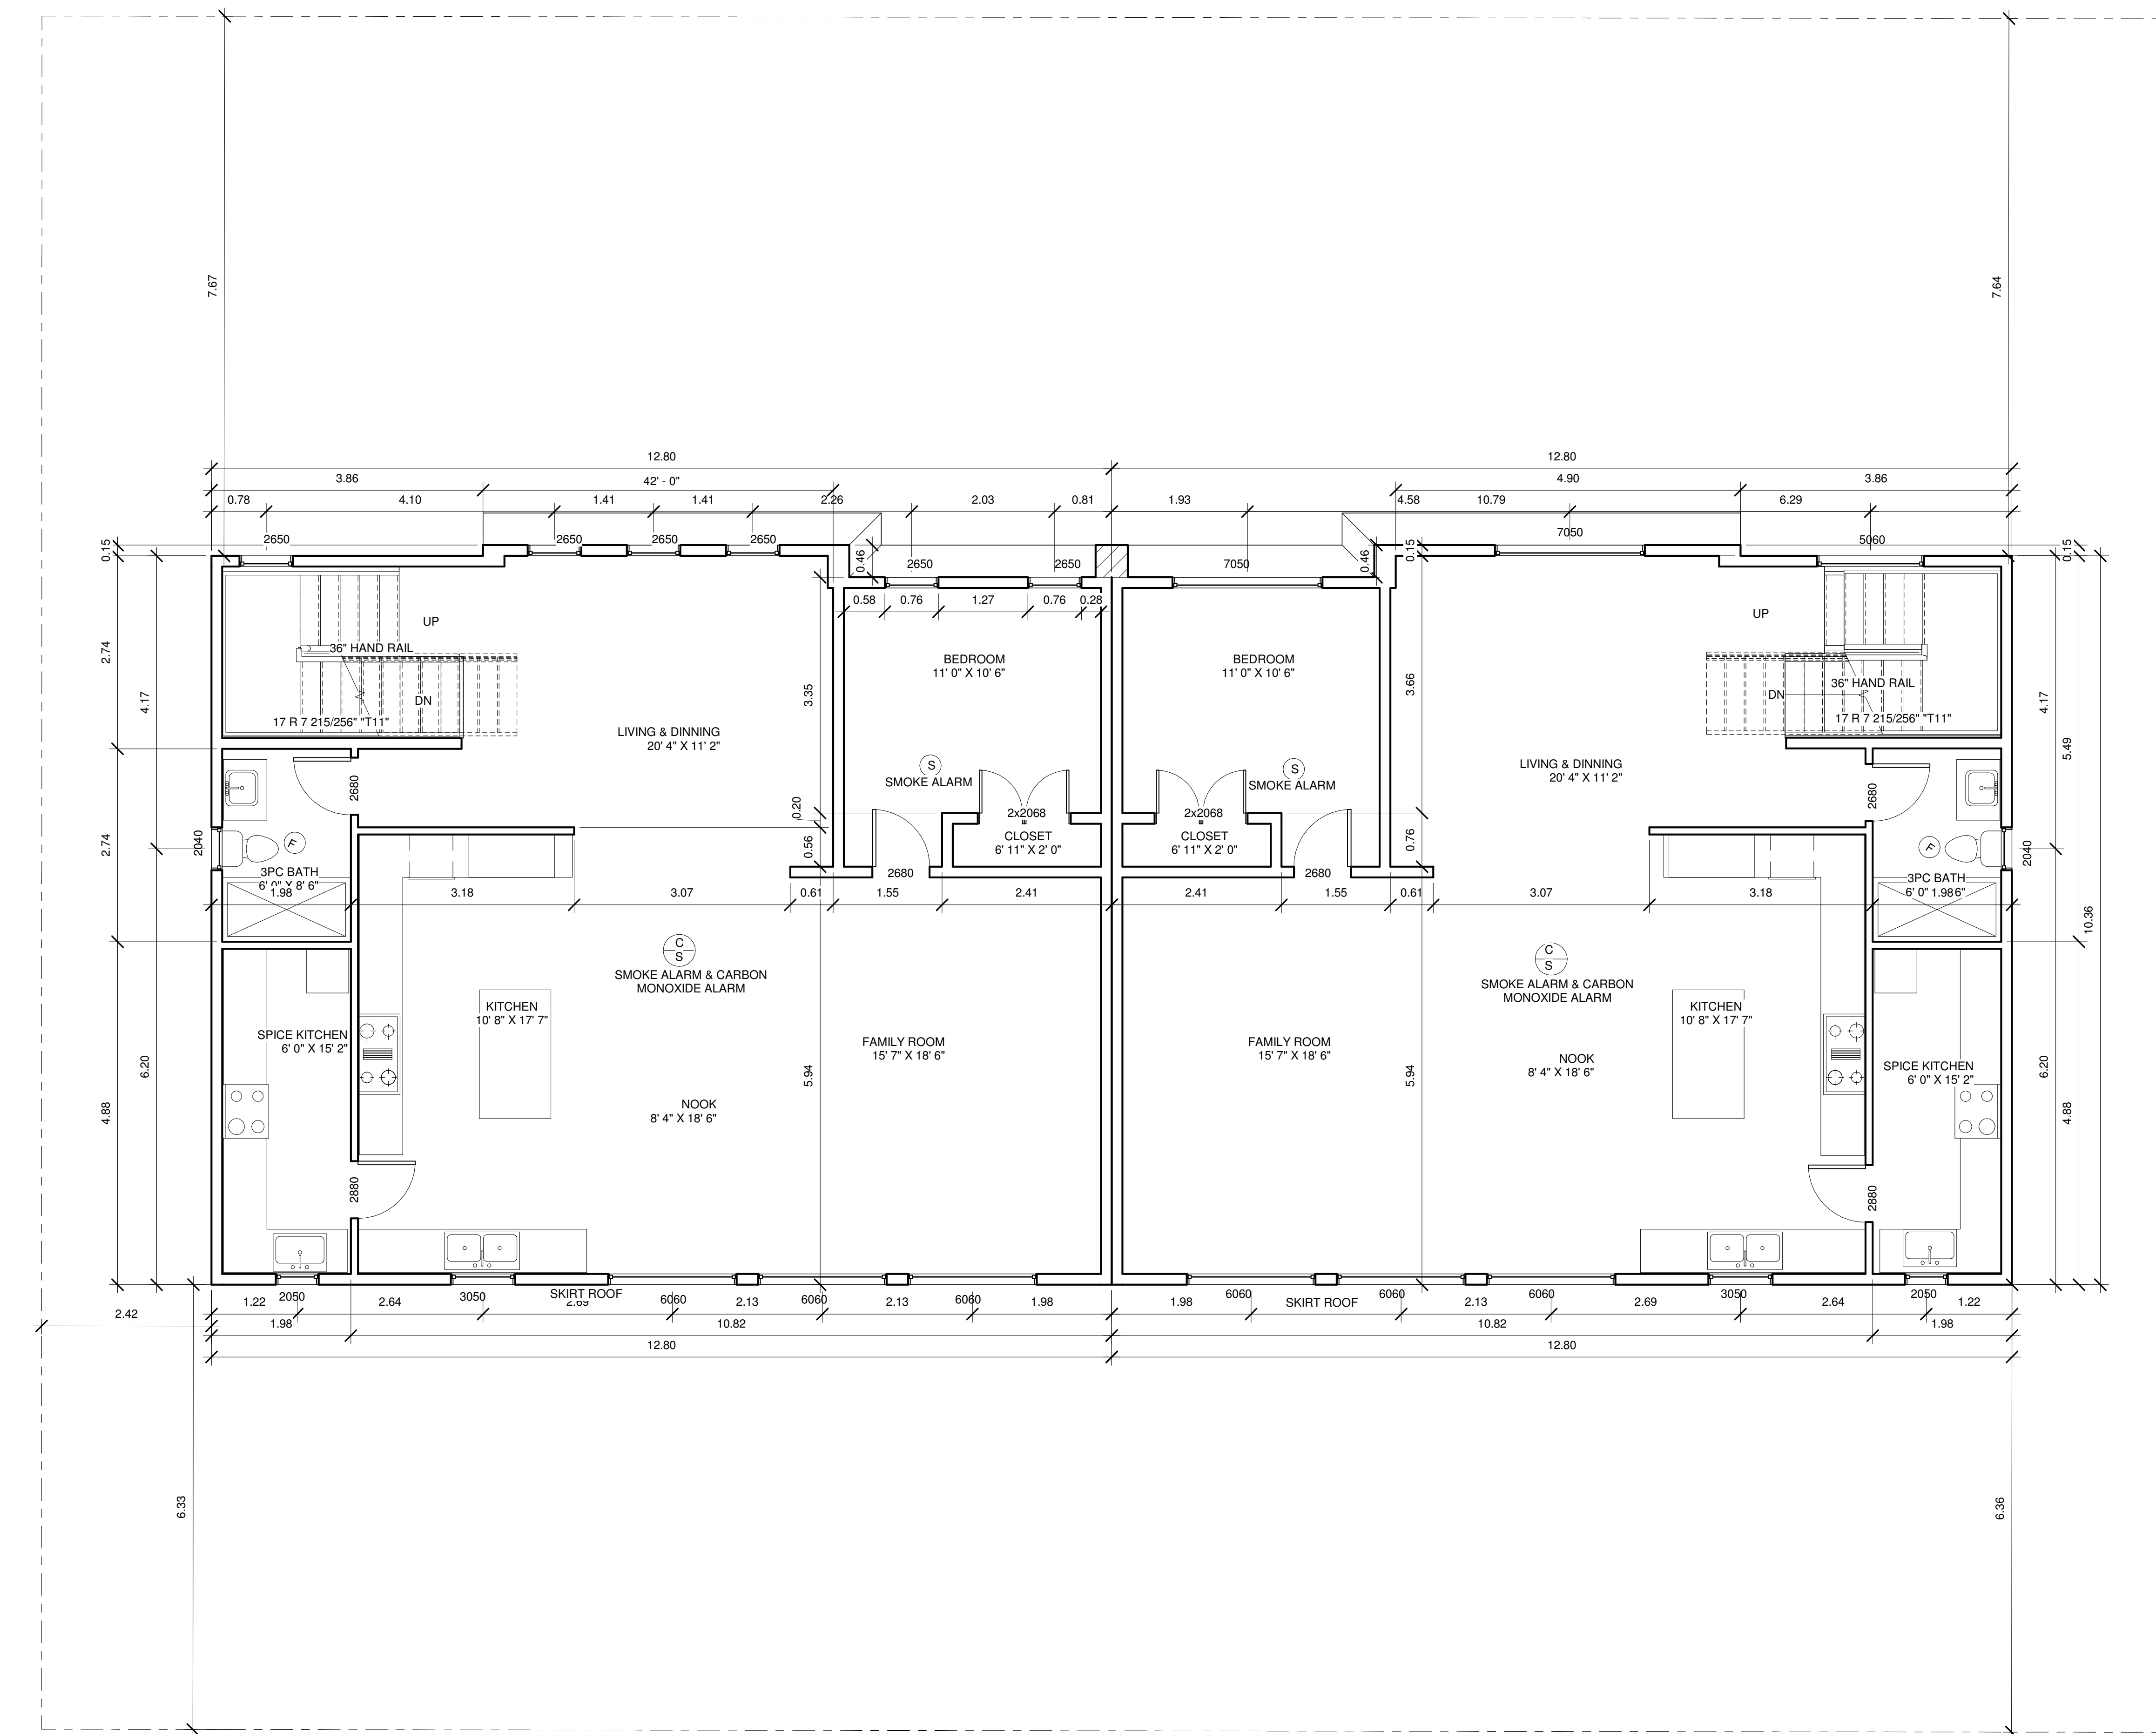 7.67
7.64
12.80
12.80
3.86
42' - 0"
4.90
3.86
0.78
4.10
1.41
1.41
2.26
2.03
0.81
1.93
4.58
10.79
6.29
0.15
2650
2650
2650
2650
0.46
2650
2650
7050
0.46
0.15
7050
5060
0.15
0.58
0.76
1.27
0.76
0.28
UP
UP
36" HAND RAIL
2.74
4.17
DN
17 R 7 215/256" "T11"
3.35
BEDROOM
11' 0" X 10' 6"
BEDROOM
11' 0" X 10' 6"
3.66
36" HAND RAIL
DN
17 R 7 215/256" "T11"
4.17
5.49
LIVING & DINNING
20' 4" X 11' 2"
LIVING & DINNING
20' 4" X 11' 2"
S
SMOKE ALARM
S
SMOKE ALARM
2680
2680
0.20
0.56
2x2068
CLOSET
6' 11" X 2' 0"
2x2068
CLOSET
6' 11" X 2' 0"
0.76
2.74
2040
F
F
2040
3PC BATH
6' 0" X 8' 6"
3PC BATH
6' 0"
2680
2680
1.98
3.18
3.07
0.61
1.55
2.41
2.41
1.55
0.61
3.07
3.18
1.98
6"
10.36
C
S
SMOKE ALARM & CARBON
MONOXIDE ALARM
C
S
SMOKE ALARM & CARBON
MONOXIDE ALARM
KITCHEN
10' 8" X 17' 7"
KITCHEN
10' 8" X 17' 7"
SPICE KITCHEN
6' 0" X 15' 2"
FAMILY ROOM
15' 7" X 18' 6"
FAMILY ROOM
15' 7" X 18' 6"
NOOK
8' 4" X 18' 6"
SPICE KITCHEN
6' 0" X 15' 2"
6.20
4.88
5.94
5.94
6.20
4.88
NOOK
8' 4" X 18' 6"
2880
2880
2050
3050
SKIRT ROOF
6060
6060
6060
6060
SKIRT ROOF
6060
6060
3050
2050
2.42
1.22
2.64
2.69
2.13
2.13
1.98
1.98
2.13
2.69
2.64
1.22
1.98
10.82
10.82
1.98
12.80
12.80
6.33
6.36